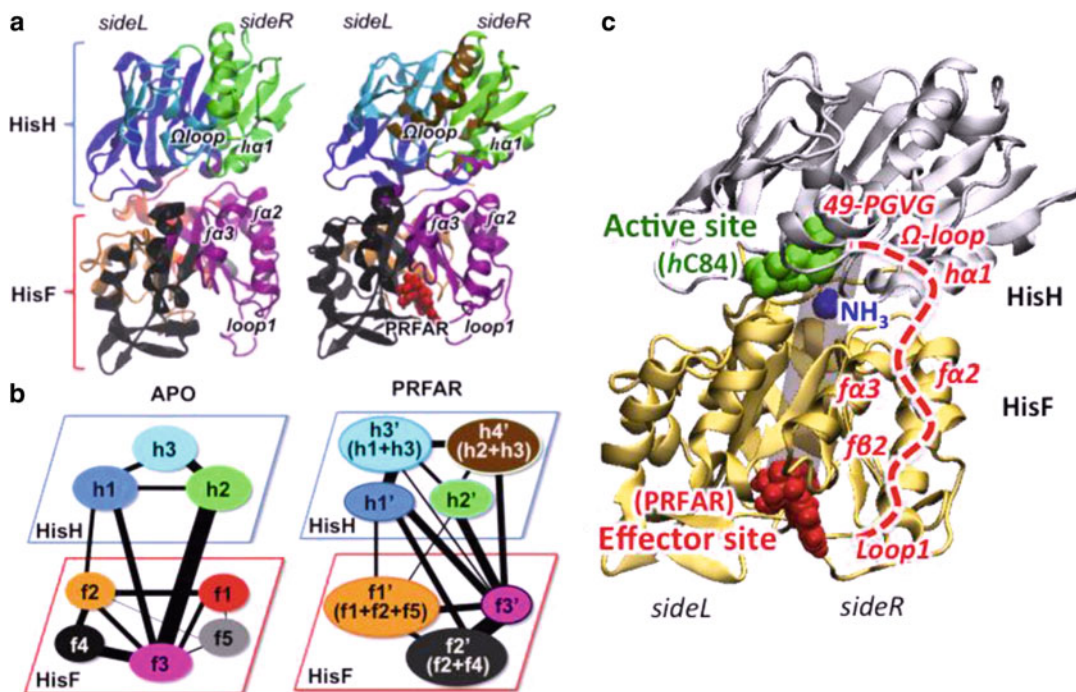 a
sideL
sideR
HisH
Ωloop
hα1
Ωloop
hα1
HisF
fα3
fα2
loop1
fα3
fα2
PRFAR
loop1
b
APO
PRFAR
h3
h1
h2
HisH
f2
f1
f4
f5
f3
HisF
h3'
(h1+h3)
h4'
(h2+h3)
h1'
h2'
HisH
f1'
(f1+f2+f5)
f3'
f2'
(f2+f4)
HisF
c
49-PGVG
Active site
(hC84)
Ω-loop
hα1
HisH
NH3
fα3
fα2
HisF
fβ2
(PRFAR)
Effector site
Loop1
sideL
sideR